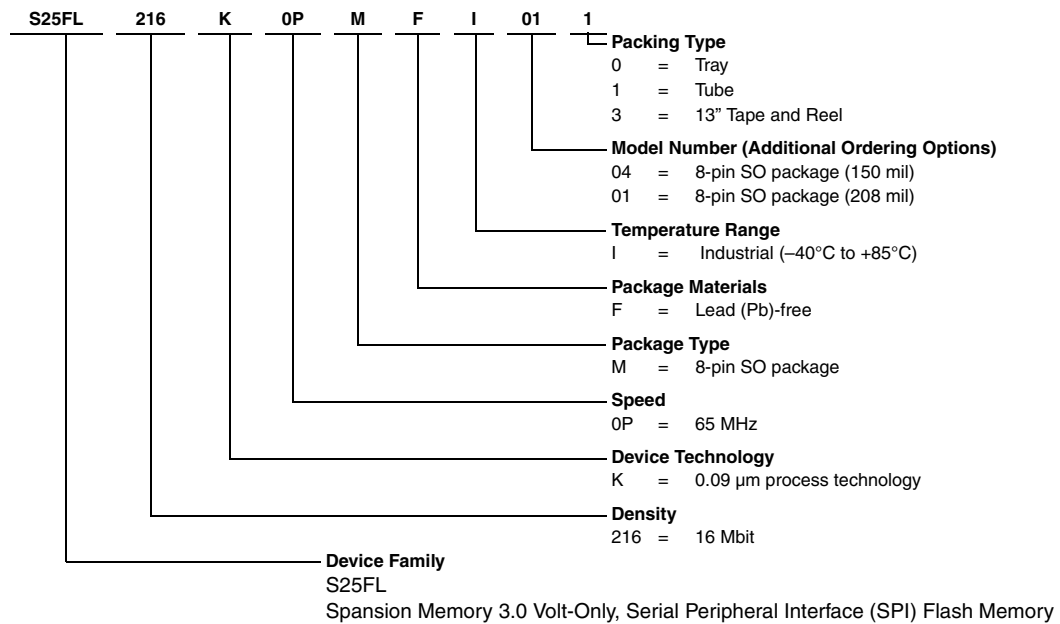 S25FL 216 K 0P M F I 01 1
Packing Type
0 = Tray
1 = Tube
3 = 13” Tape and Reel
Model Number (Additional Ordering Options)
04 = 8-pin SO package (150 mil)
01 = 8-pin SO package (208 mil)
Temperature Range
I = Industrial (–40°C to +85°C)
Package Materials
F = Lead (Pb)-free
Package Type
M = 8-pin SO package
Speed
0P = 65 MHz
Device Technology
K = 0.09 µm process technology
Density
216 = 16 Mbit
Device Family
S25FL
Spansion Memory 3.0 Volt-Only, Serial Peripheral Interface (SPI) Flash Memory